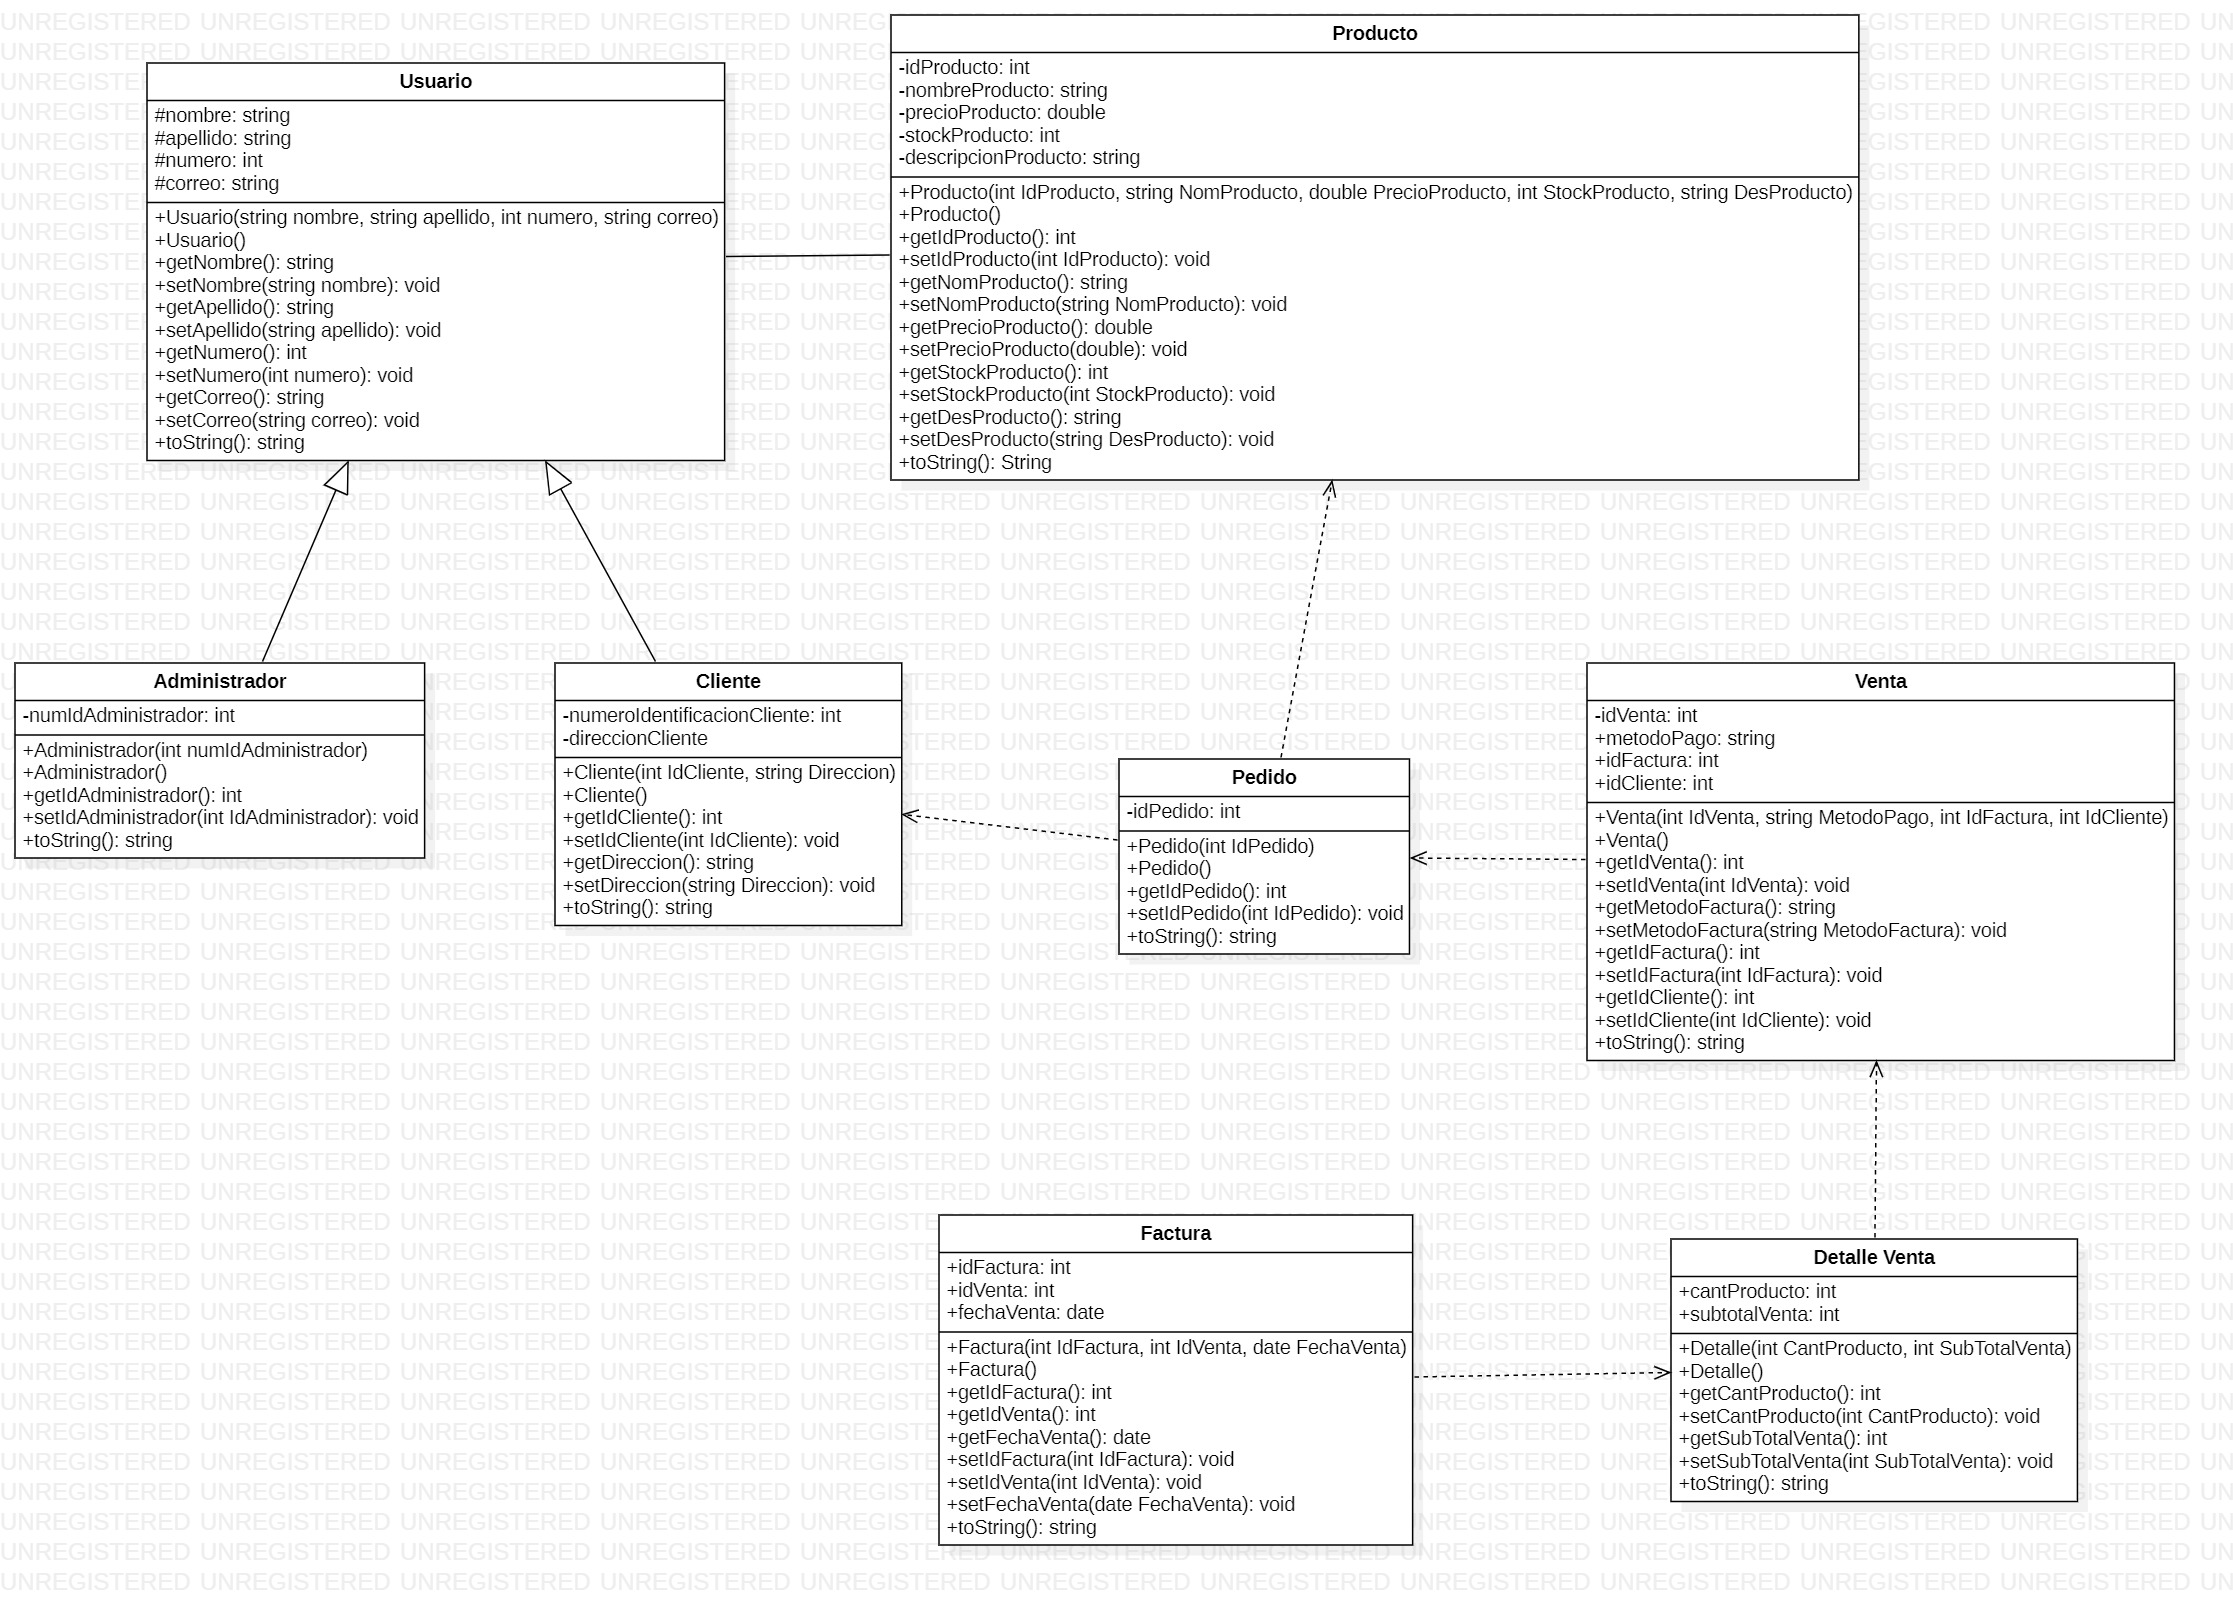 Usuario
#nombre: string
#apellido: string
#numero: int
#correo: string
+Usuario(string nombre, string apellido, int numero, string correo)
+Usuario()
+getNombre(): string
+setNombre(string nombre): void
+getApellido(): string
+setApellido(string apellido): void
+getNumero(): int
+setNumero(int numero): void
+getCorreo(): string
+setCorreo(string correo): void
+toString(): string
Producto
-idProducto: int
-nombreProducto: string
-precioProducto: double
-stockProducto: int
-descripcionProducto: string
+Producto(int IdProducto, string NomProducto, double PrecioProducto, int StockProducto, string DesProducto)
+Producto()
+getIdProducto(): int
+setIdProducto(int IdProducto): void
+getNomProducto(): string
+setNomProducto(string NomProducto): void
+getPrecioProducto(): double
+setPrecioProducto(double): void
+getStockProducto(): int
+setStockProducto(int StockProducto): void
+getDesProducto(): string
+setDesProducto(string DesProducto): void
+toString(): String
Administrador
-numIdAdministrador: int
+Administrador(int numIdAdministrador)
+Administrador()
+getIdAdministrador(): int
+setIdAdministrador(int IdAdministrador): void
+toString(): string
Cliente
-numeroIdentificacionCliente: int
-direccionCliente
+Cliente(int IdCliente, string Direccion)
+Cliente()
+getIdCliente(): int
+setIdCliente(int IdCliente): void
+getDireccion(): string
+setDireccion(string Direccion): void
+toString(): string
Pedido
-idPedido: int
+Pedido(int IdPedido)
+Pedido()
+getIdPedido(): int
+setIdPedido(int IdPedido): void
+toString(): string
Venta
-idVenta: int
+metodoPago: string
+idFactura: int
+idCliente: int
+Venta(int IdVenta, string MetodoPago, int IdFactura, int IdCliente)
+Venta()
+getIdVenta(): int
+setIdVenta(int IdVenta): void
+getMetodoFactura(): string
+setMetodoFactura(string MetodoFactura): void
+getIdFactura(): int
+setIdFactura(int IdFactura): void
+getIdCliente(): int
+setIdCliente(int IdCliente): void
+toString(): string
Factura
+idFactura: int
+idVenta: int
+fechaVenta: date
+Factura(int IdFactura, int IdVenta, date FechaVenta)
+Factura()
+getIdFactura(): int
+getIdVenta(): int
+getFechaVenta(): date
+setIdFactura(int IdFactura): void
+setIdVenta(int IdVenta): void
+setFechaVenta(date FechaVenta): void
+toString(): string
Detalle Venta
+cantProducto: int
+subtotalVenta: int
+Detalle(int CantProducto, int SubTotalVenta)
+Detalle()
+getCantProducto(): int
+setCantProducto(int CantProducto): void
+getSubTotalVenta(): int
+setSubTotalVenta(int SubTotalVenta): void
+toString(): string
UNREGISTERED